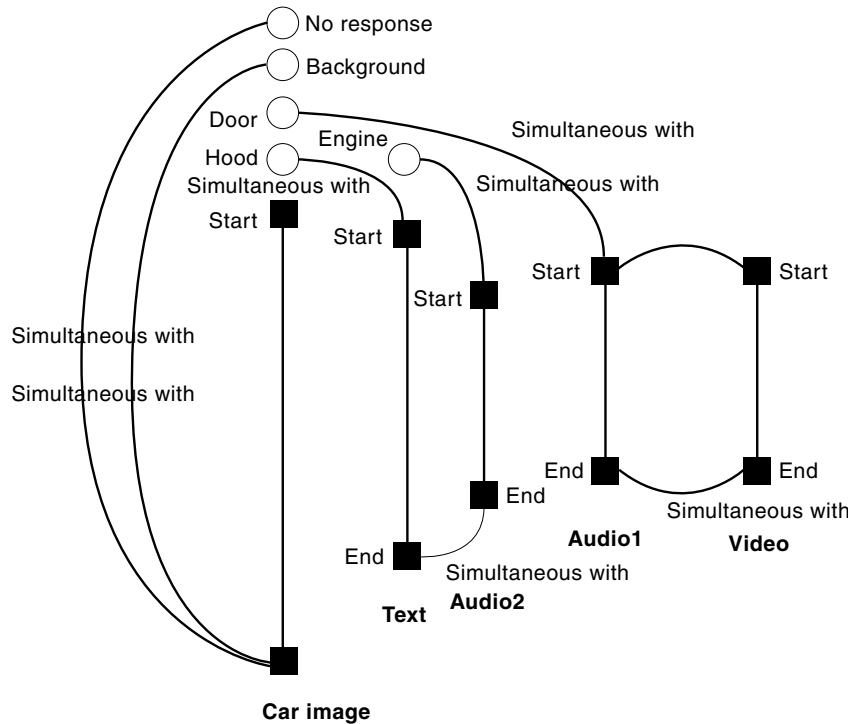 No response
Background
Door
Simultaneous with
Engine
Hood
Simultaneous with
Simultaneous with
Start
Start
Start
Start
Start
Simultaneous with
Simultaneous with
End
End
End
Simultaneous with
Audio1
Video
End
Simultaneous with
Audio2
Text
Car image